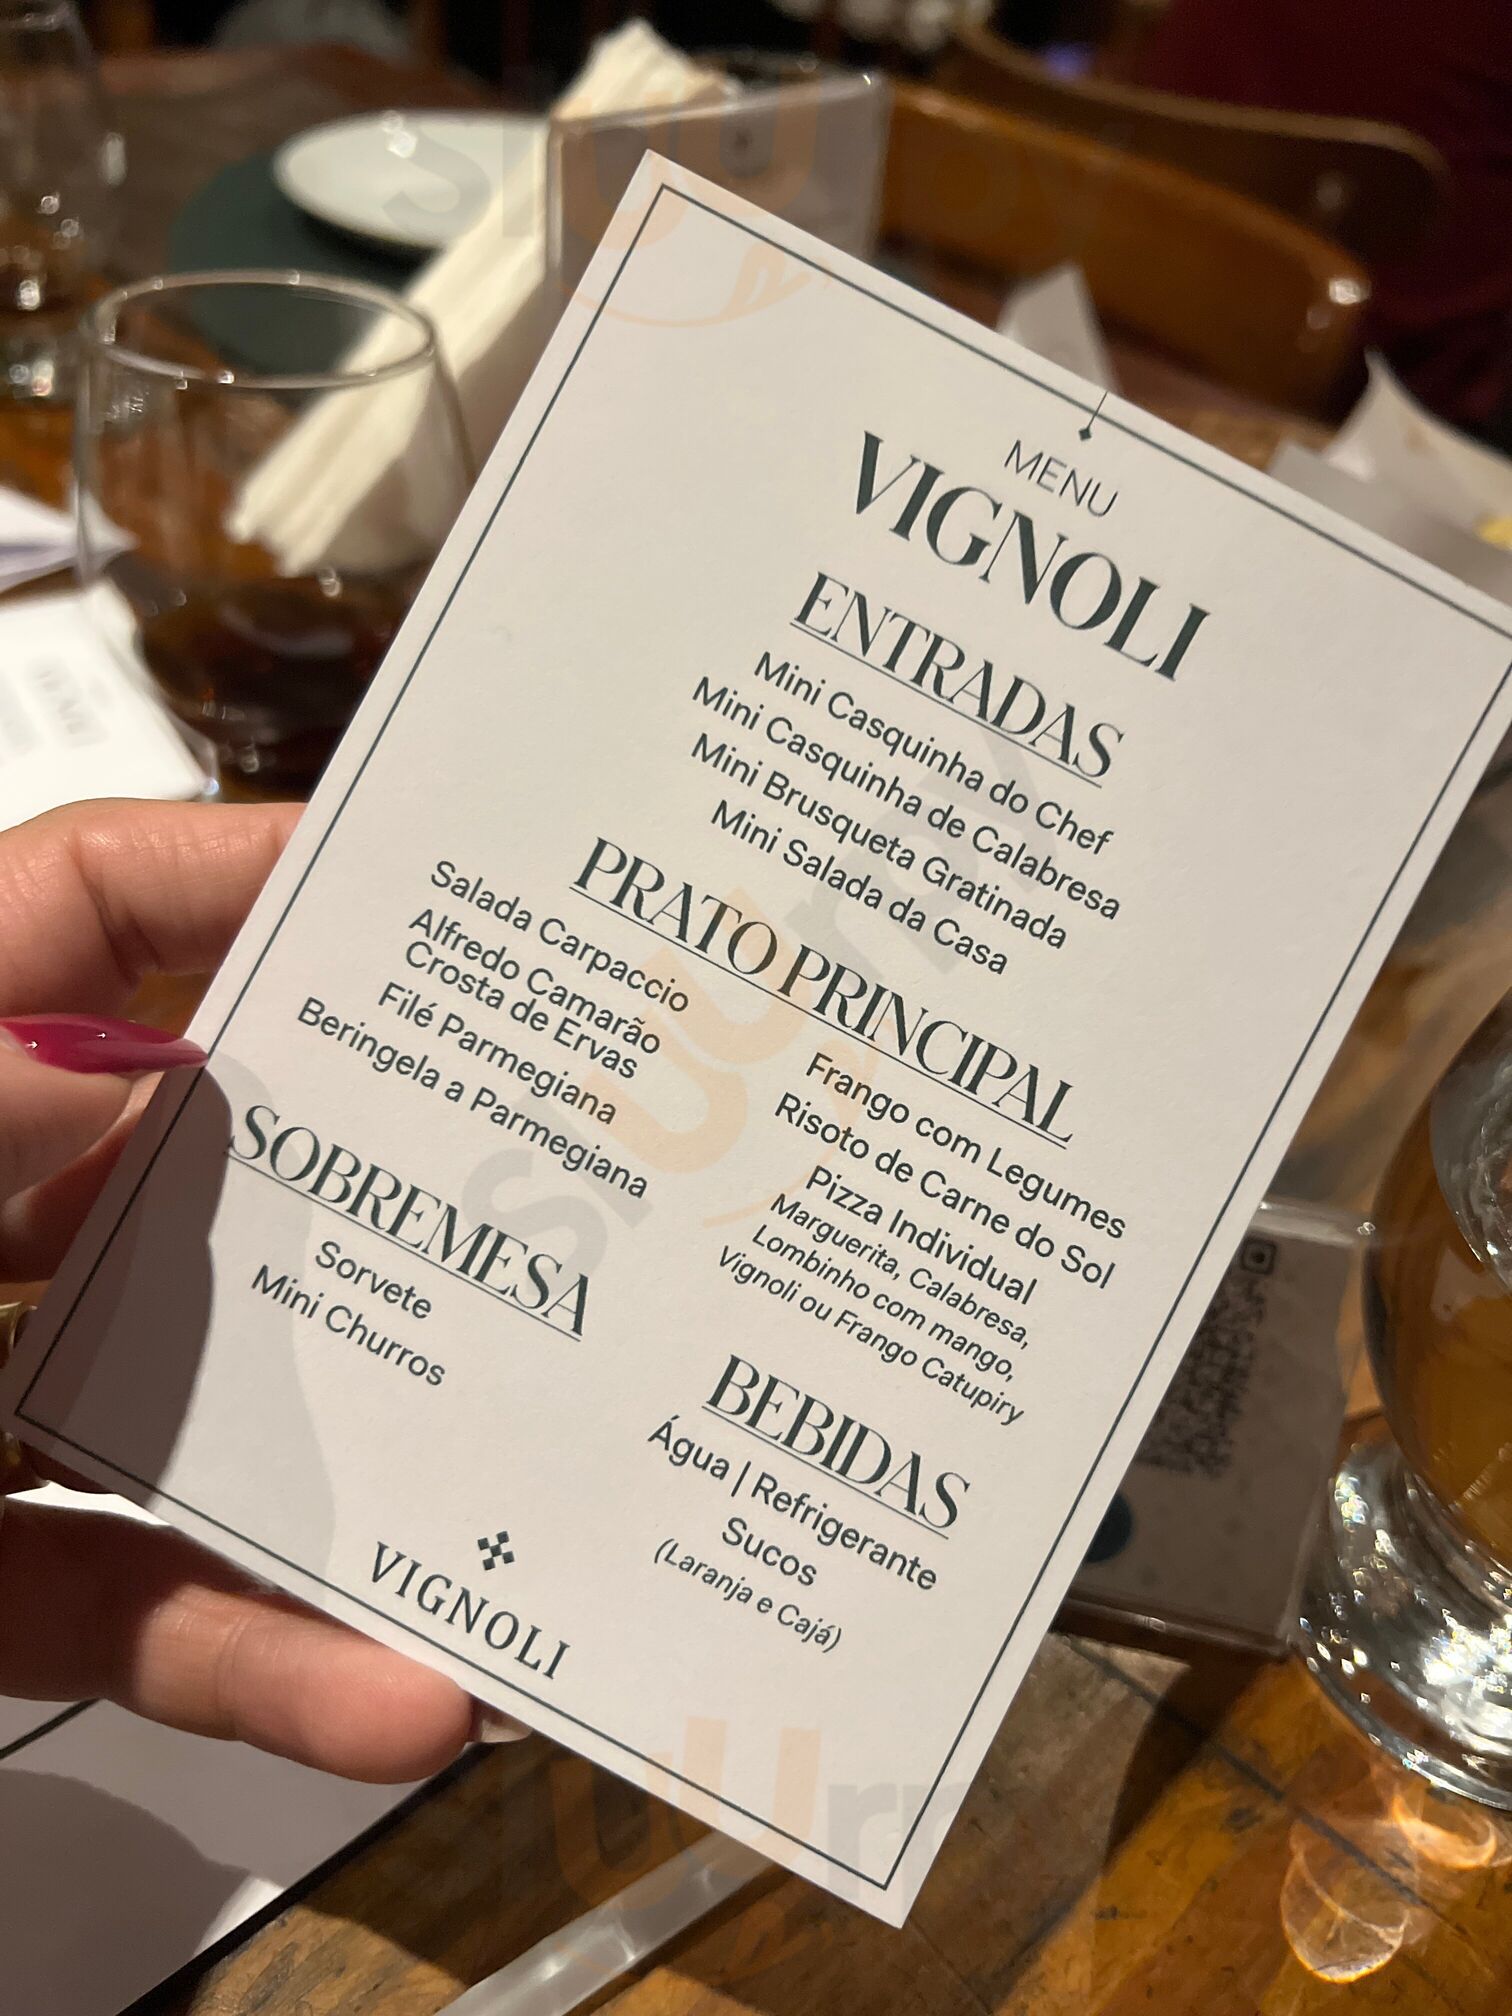 MENU
VIGNOLI
ENTRADAS
Mini Casquinha do Chef
Mini Casquinha de Calabresa
Mini Brusqueta Gratinada
Mini Salada da Casa
PRATO PRINCIPAL
Salada Carpaccio
Alfredo Camarão
Crosta de Ervas
Filé Parmegiana
Beringela a Parmegiana
Frango com Legumes
Risoto de Carne do Sol
Pizza Individual
Marguerita, Calabresa,
Lombinho com mango,
Vignoli ou Frango Catupiry
SOBREMESA
Sorvete
Mini Churros
BEBIDAS
Água | Refrigerante
Sucos
(Laranja e Cajá)
VIGNOLI
sluurpy
sluurpy
sluurpy